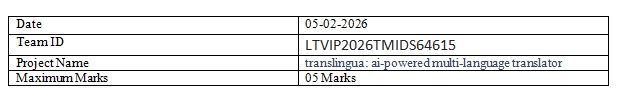 Date 05-02-2026
Team ID LTVIP2026TMIDS64615
Project Name translingua: ai-powered multi-language translator
Maximum Marks 05 Marks